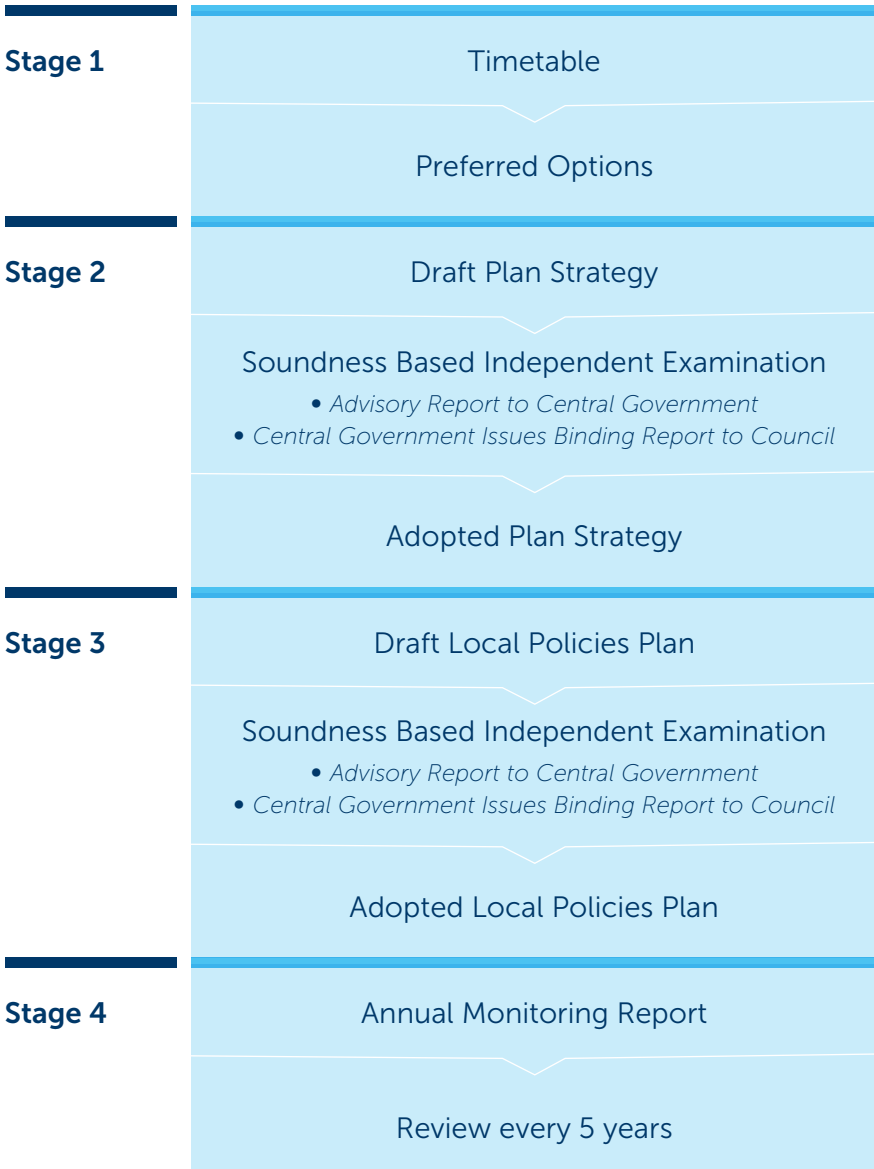 Stage 1
Timetable
Preferred Options
Stage 2
Draft Plan Strategy
Soundness Based Independent Examination
• Advisory Report to Central Government
• Central Government Issues Binding Report to Council
Adopted Plan Strategy
Stage 3
Draft Local Policies Plan
Soundness Based Independent Examination
• Advisory Report to Central Government
• Central Government Issues Binding Report to Council
Adopted Local Policies Plan
Stage 4
Annual Monitoring Report
Review every 5 years